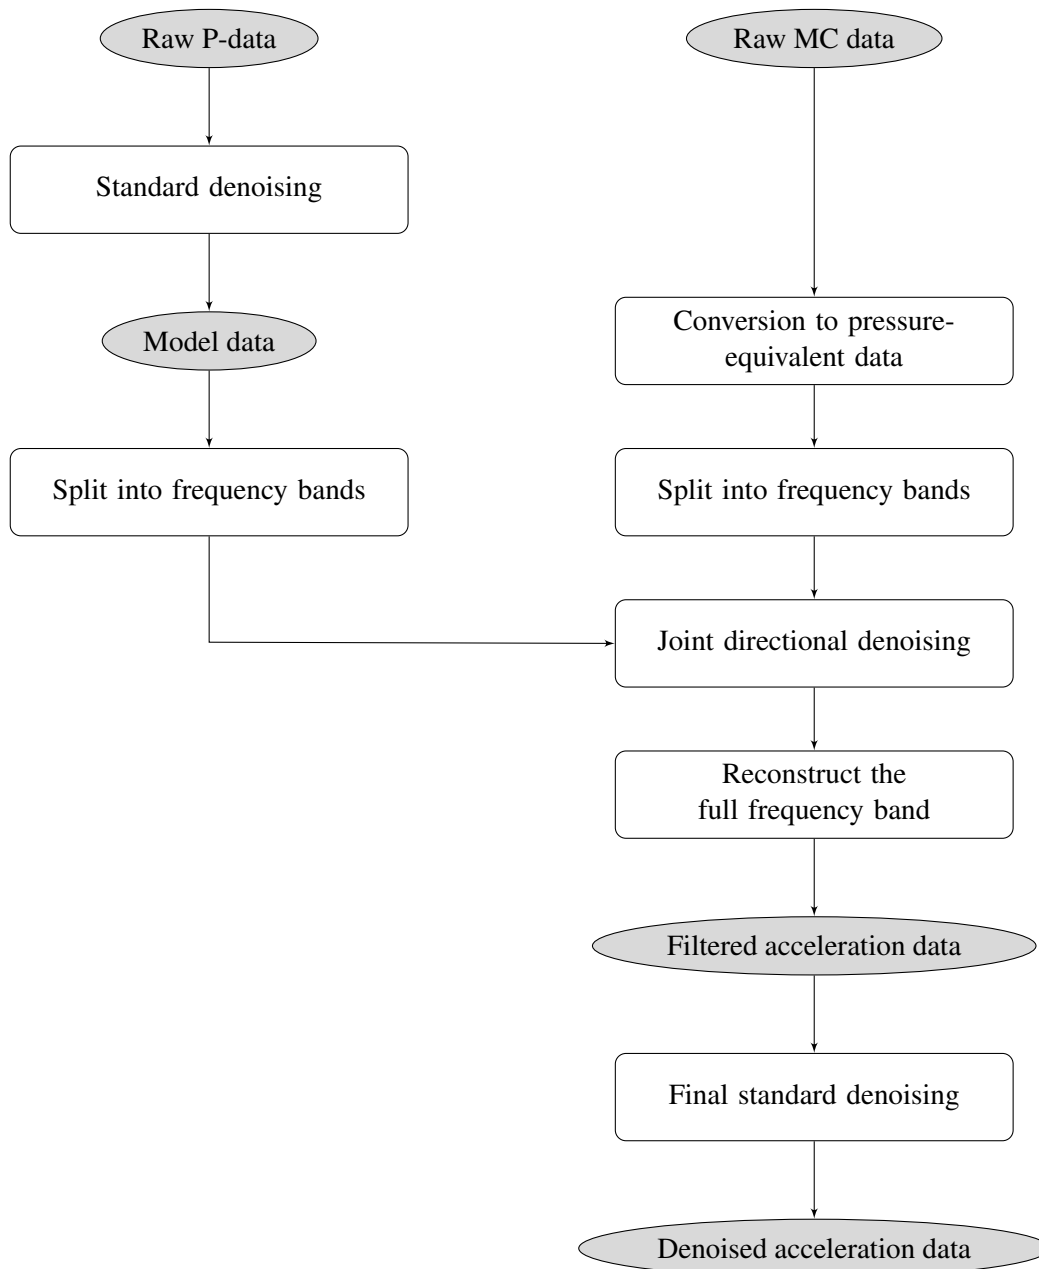 Raw P-data
Raw MC data
Standard denoising
Conversion to pressure-
equivalent data
Model data
Split into frequency bands
Split into frequency bands
Joint directional denoising
Reconstruct the
full frequency band
Filtered acceleration data
Final standard denoising
Denoised acceleration data